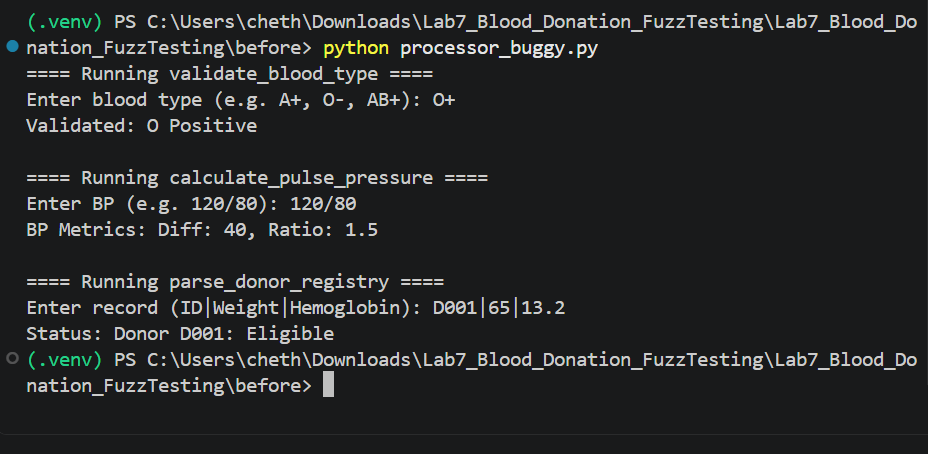 (.venv) PS C:\Users\cheth\Downloads\Lab7_Blood_Donation_FuzzTesting\Lab7_Blood_Do
nation_FuzzTesting\before> python processor_buggy.py
==== Running validate_blood_type ====
Enter blood type (e.g. A+, O-, AB+): O+
Validated: O Positive
==== Running calculate_pulse_pressure ====
Enter BP (e.g. 120/80): 120/80
BP Metrics: Diff: 40, Ratio: 1.5
==== Running parse_donor_registry ====
Enter record (ID|Weight|Hemoglobin): D001|65|13.2
Status: Donor D001: Eligible
(.venv) PS C:\Users\cheth\Downloads\Lab7_Blood_Donation_FuzzTesting\Lab7_Blood_Do
nation_FuzzTesting\before>